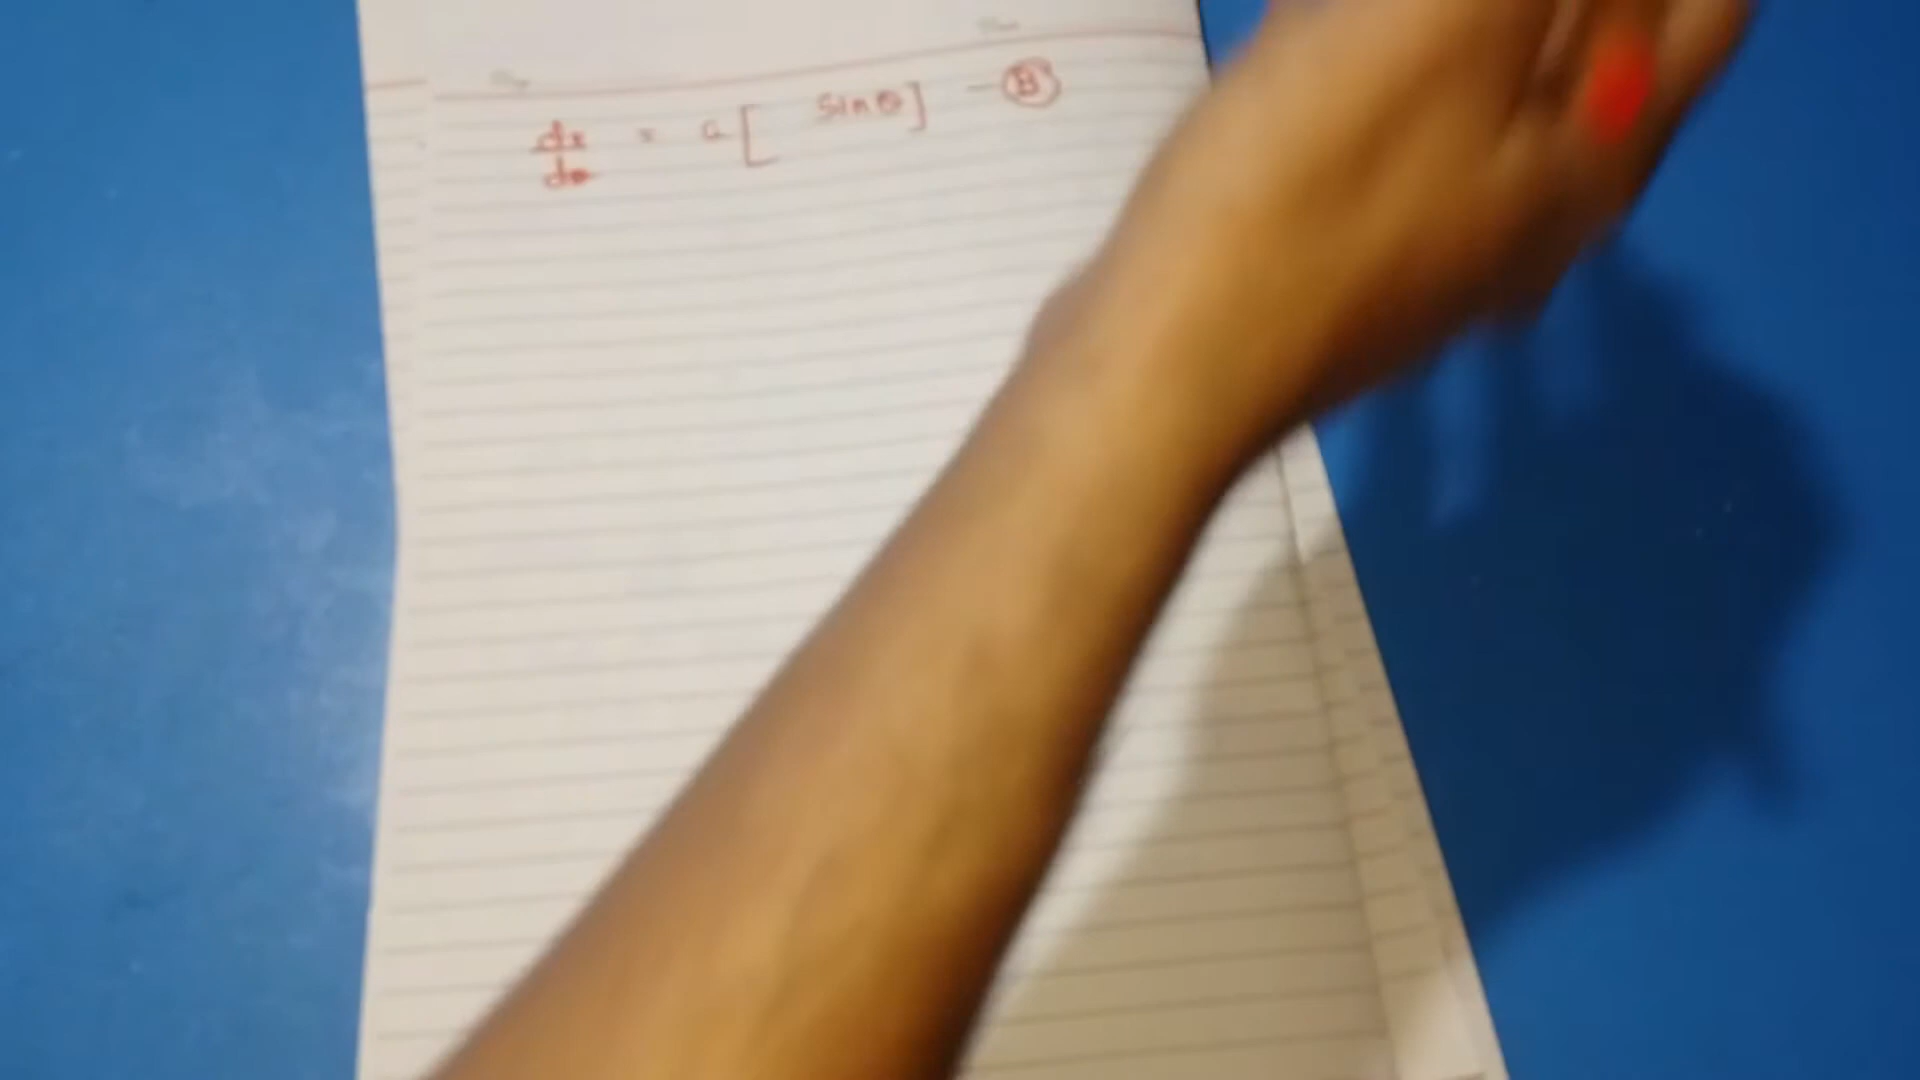 dx/dθ = a[ sinθ] - B